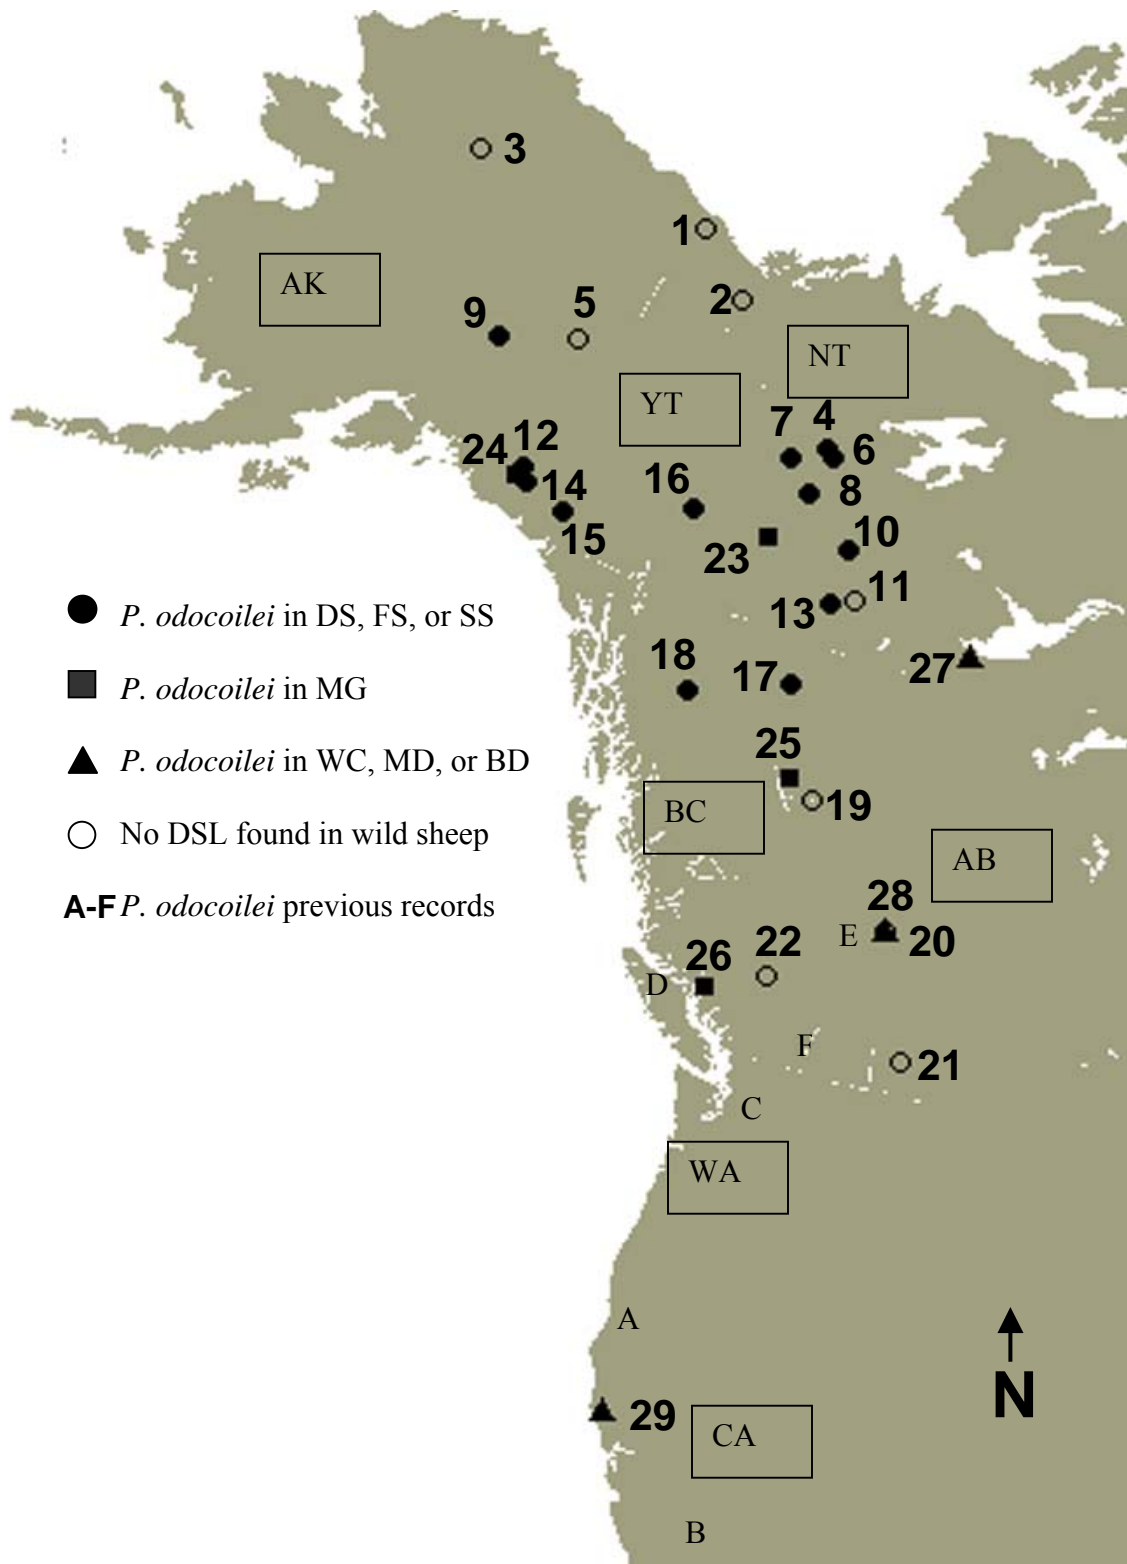 3
1
2
AK
9
5
NT
YT
7
4
6
24
12
14
16
8
15
23
10
11
13
P. odocoilei in DS, FS, or SS
18
17
27
P. odocoilei in MG
25
P. odocoilei in WC, MD, or BD
19
BC
No DSL found in wild sheep
AB
28
A-F P. odocoilei previous records
E
20
26
22
D
F
21
C
WA
A
N
29
CA
B